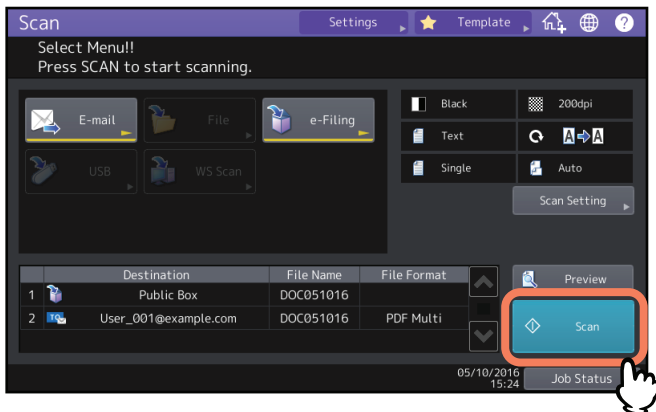 Scan Settings Template ?
Select Menu!!
Press SCAN to start scanning.
E-mail File e-Filing
USB WS Scan
Black 200dpi
Text A A
Single Auto
Scan Setting
Destination File Name File Format
1 Public Box DOC051016
2 TO User_001@example.com DOC051016 PDF Multi
Preview
Scan
05/10/2016
15:24
Job Status